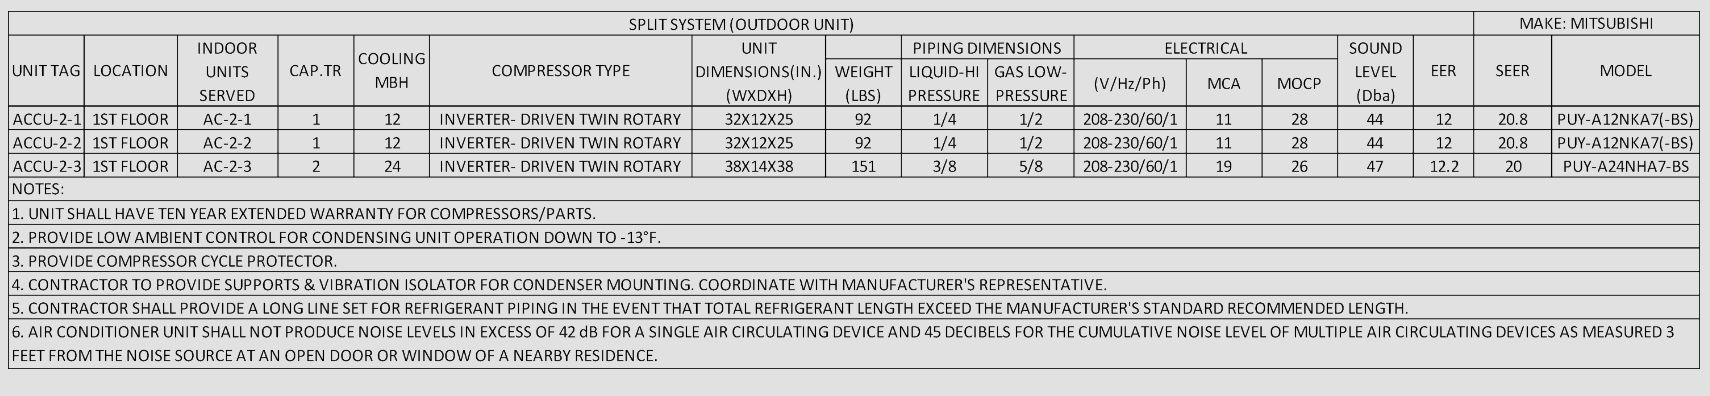 SPLIT SYSTEM (OUTDOOR UNIT) MAKE: MITSUBISHI
UNIT TAG LOCATION INDOOR UNITS SERVED CAP.TR COOLING MBH COMPRESSOR TYPE UNIT DIMENSIONS(IN.) (WXDXH) WEIGHT (LBS) PIPING DIMENSIONS LIQUID-HI PRESSURE GAS LOW-PRESSURE ELECTRICAL (V/Hz/Ph) MCA MOCP SOUND LEVEL (Dba) EER SEER MODEL
ACCU-2-1 1ST FLOOR AC-2-1 1 12 INVERTER- DRIVEN TWIN ROTARY 32X12X25 92 1/4 1/2 208-230/60/1 11 28 44 12 20.8 PUY-A12NKA7(-BS)
ACCU-2-2 1ST FLOOR AC-2-2 1 12 INVERTER- DRIVEN TWIN ROTARY 32X12X25 92 1/4 1/2 208-230/60/1 11 28 44 12 20.8 PUY-A12NKA7(-BS)
ACCU-2-3 1ST FLOOR AC-2-3 2 24 INVERTER- DRIVEN TWIN ROTARY 38X14X38 151 3/8 5/8 208-230/60/1 19 26 47 12.2 20 PUY-A24NHA7-BS
NOTES:
1. UNIT SHALL HAVE TEN YEAR EXTENDED WARRANTY FOR COMPRESSORS/PARTS.
2. PROVIDE LOW AMBIENT CONTROL FOR CONDENSING UNIT OPERATION DOWN TO -13°F.
3. PROVIDE COMPRESSOR CYCLE PROTECTOR.
4. CONTRACTOR TO PROVIDE SUPPORTS & VIBRATION ISOLATOR FOR CONDENSER MOUNTING. COORDINATE WITH MANUFACTURER'S REPRESENTATIVE.
5. CONTRACTOR SHALL PROVIDE A LONG LINE SET FOR REFRIGERANT PIPING IN THE EVENT THAT TOTAL REFRIGERANT LENGTH EXCEED THE MANUFACTURER'S STANDARD RECOMMENDED LENGTH.
6. AIR CONDITIONER UNIT SHALL NOT PRODUCE NOISE LEVELS IN EXCESS OF 42 dB FOR A SINGLE AIR CIRCULATING DEVICE AND 45 DECIBELS FOR THE CUMULATIVE NOISE LEVEL OF MULTIPLE AIR CIRCULATING DEVICES AS MEASURED 3
FEET FROM THE NOISE SOURCE AT AN OPEN DOOR OR WINDOW OF A NEARBY RESIDENCE.